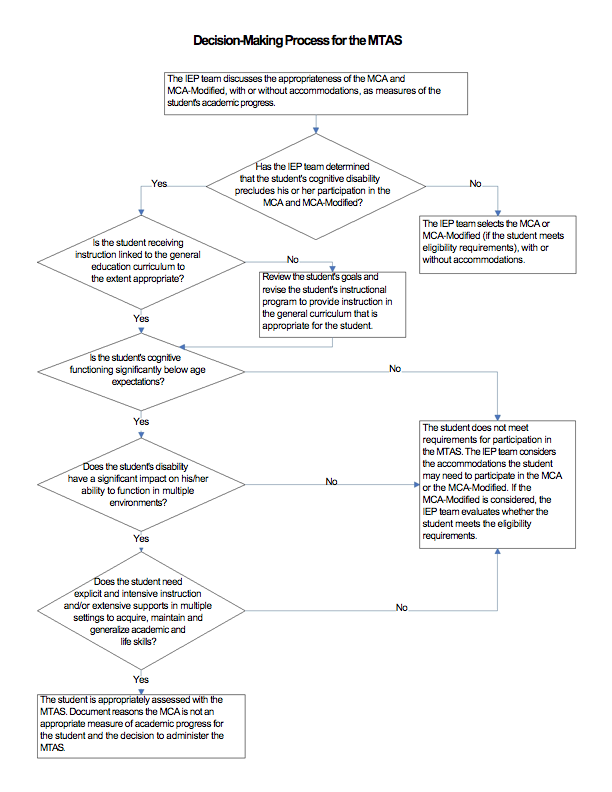 Decision-Making Process for the MTAS
The IEP team discusses the appropriateness of the MCA and
MCA-Modified, with or without accommodations, as measures of the
student's academic progress.
Has the IEP team determined
that the student's cognitive disability
precludes his or her participation in the
MCA and MCA-Modified?
Yes
No
The IEP team selects the MCA or
MCA-Modified (if the student meets
eligibility requirements), with or
without accommodations.
Is the student receiving
instruction linked to the general
education curriculum to
the extent appropriate?
No
Review the student's goals and
revise the student's instructional
program to provide instruction in
the general curriculum that is
appropriate for the student.
Yes
Is the student's cognitive
functioning significantly below age
expectations?
No
Yes
The student does not meet
requirements for participation in
the MTAS. The IEP team considers
the accommodations the student
may need to participate in the MCA
or the MCA-Modified. If the
MCA-Modified is considered, the
IEP team evaluates whether the
student meets the eligibility
requirements.
Does the student's disability
have a significant impact on his/her
ability to function in multiple
environments?
No
Yes
Does the student need
explicit and intensive instruction
and/or extensive supports in multiple
settings to acquire, maintain and
generalize academic and
life skills?
No
Yes
The student is appropriately assessed with the
MTAS. Document reasons the MCA is not an
appropriate measure of academic progress for
the student and the decision to administer the
MTAS.